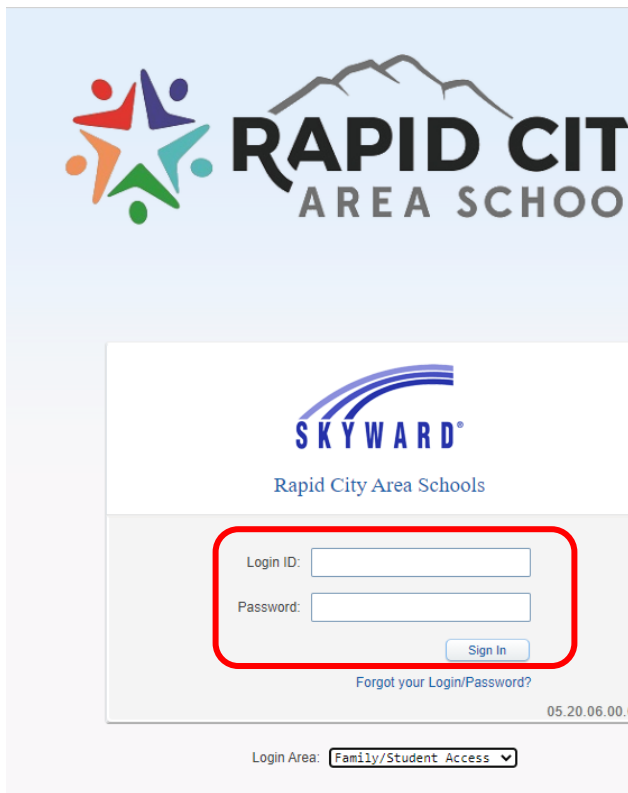 RAPID CIT
AREA SCHOO
SKYWARD®
Rapid City Area Schools
Login ID:
Password:
Sign In
Forgot your Login/Password?
05.20.06.00.
Login Area: Family/Student Access